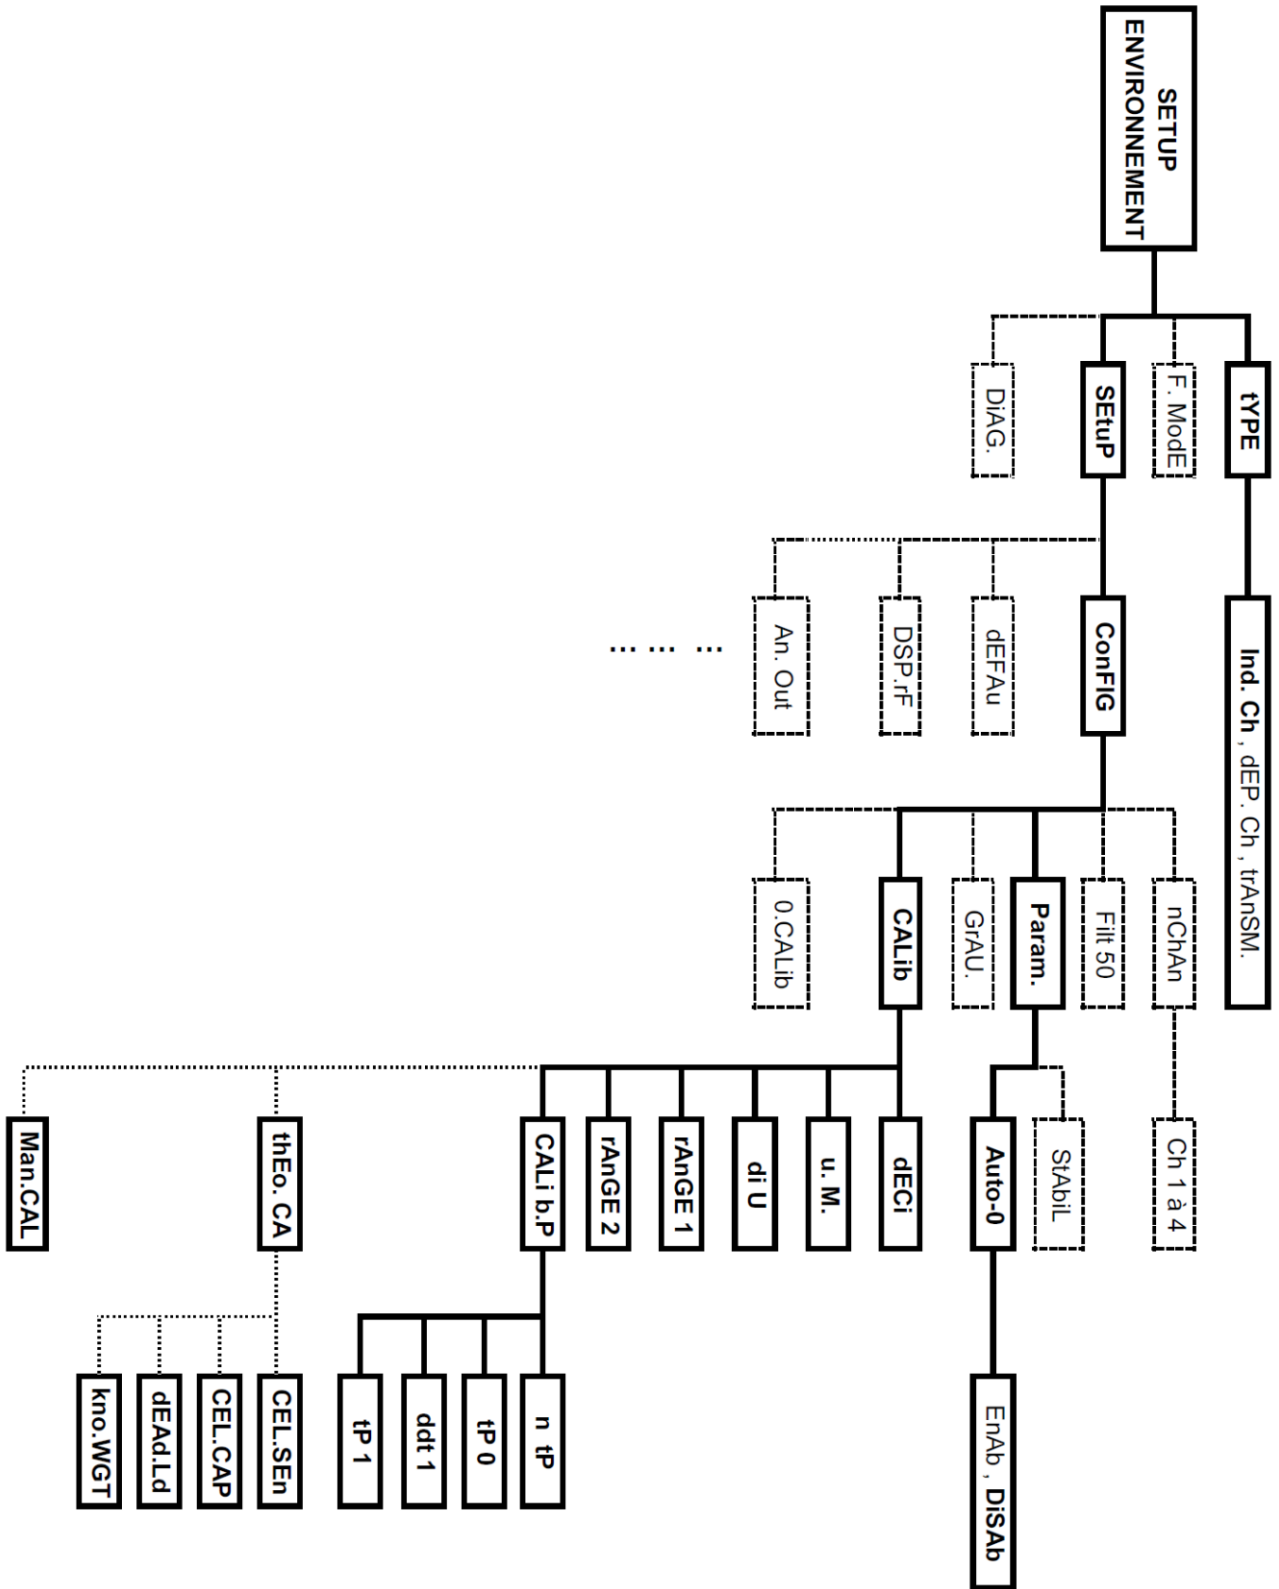 SETUP
ENVIRONNEMENT
tYPE
F. ModE
SEtuP
DiAG.
Ind. Ch , dEP. Ch , trAnSM.
ConFIG
dEFAu
DSP.rF
An. Out
... ... ...
nChAn
Filt 50
Param.
GrAU.
CALib
0.CALib
Ch 1 à 4
StAbiL
Auto-0
dECi
u. M.
di U
rAnGE 1
rAnGE 2
CALi b.P
thEo. CA
Man.CAL
EnAb , DiSAb
n tP
tP 0
ddt 1
tP 1
CEL.SEn
CEL.CAP
dEAd.Ld
kno.WGT